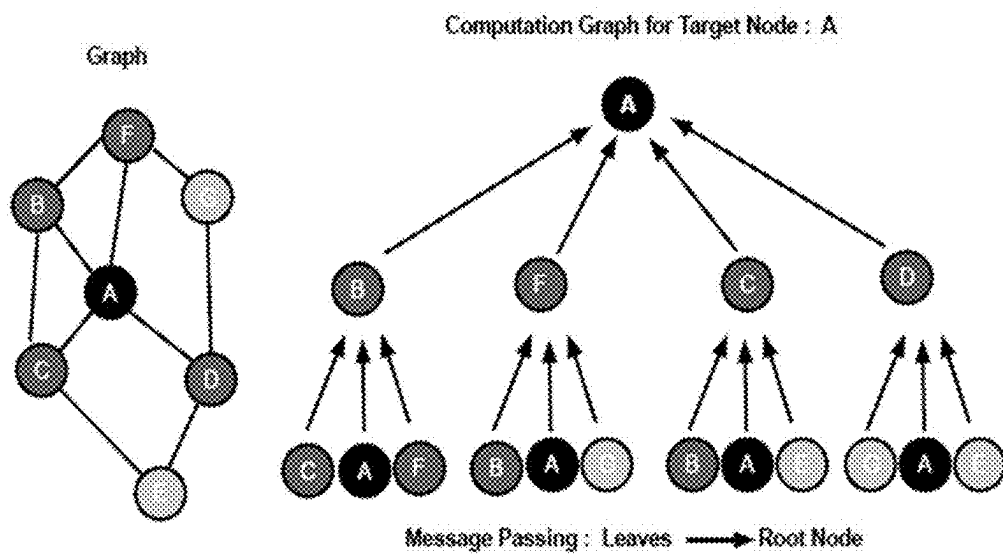 Computation Graph for Target Node : A
Graph
A
F
B
A
B
F
C
D
C
D
C A F
B A
B A
A
Message Passing : Leaves
Root Node